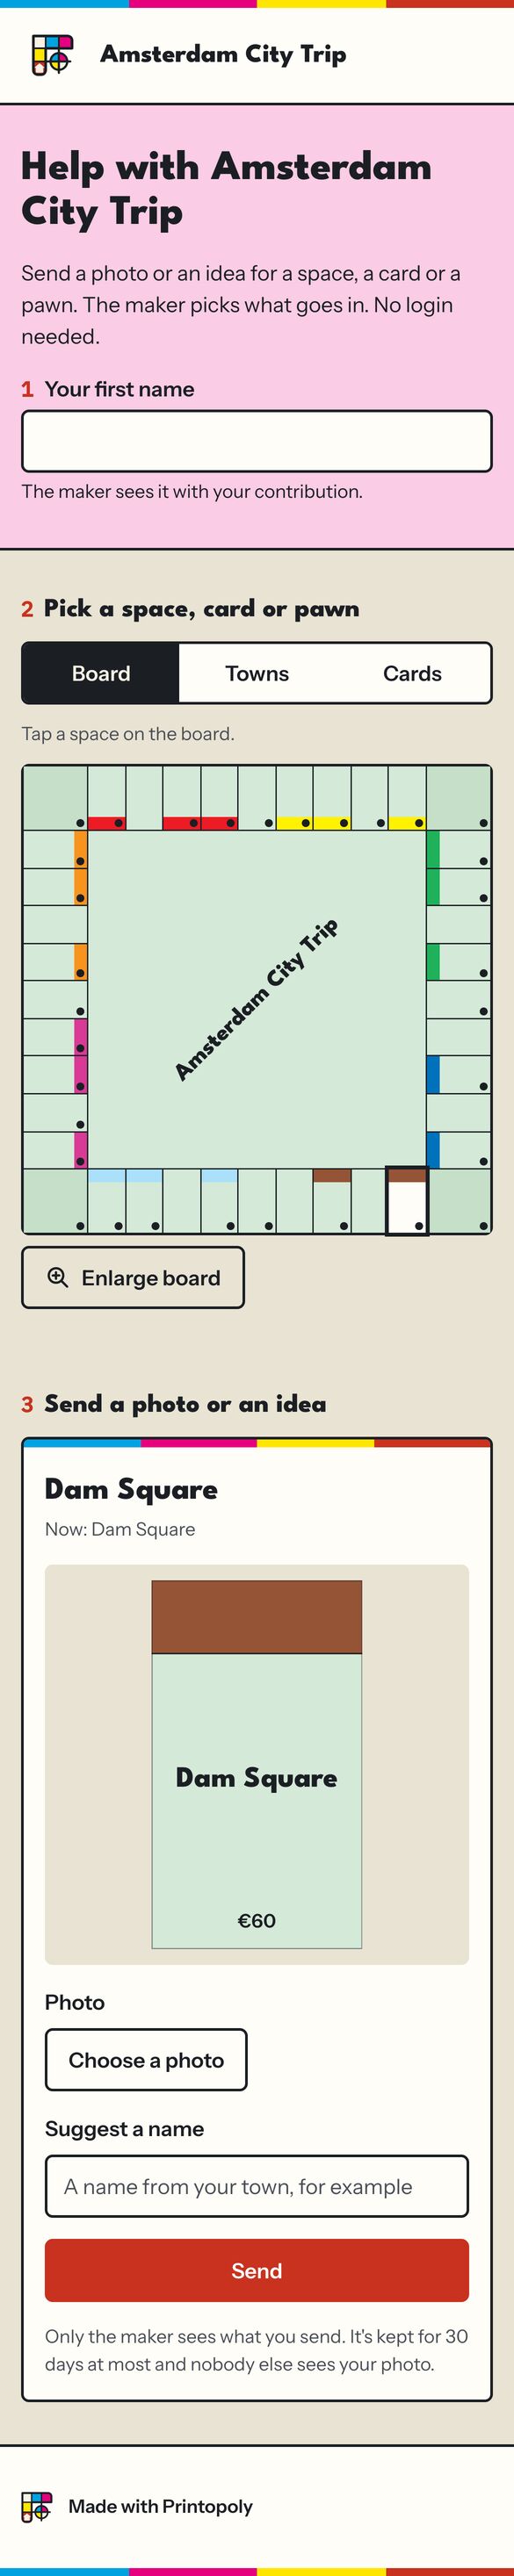 Amsterdam City Trip
Help with Amsterdam
City Trip
Send a photo or an idea for a space, a card or a
pawn. The maker picks what goes in. No login
needed.
1 Your first name
The maker sees it with your contribution.
2 Pick a space, card or pawn
Board Towns Cards
Tap a space on the board.
Amsterdam City Trip
Enlarge board
3 Send a photo or an idea
Dam Square
Now: Dam Square
Dam Square
€60
Photo
Choose a photo
Suggest a name
A name from your town, for example
Send
Only the maker sees what you send. It's kept for 30
days at most and nobody else sees your photo.
Made with Printopoly